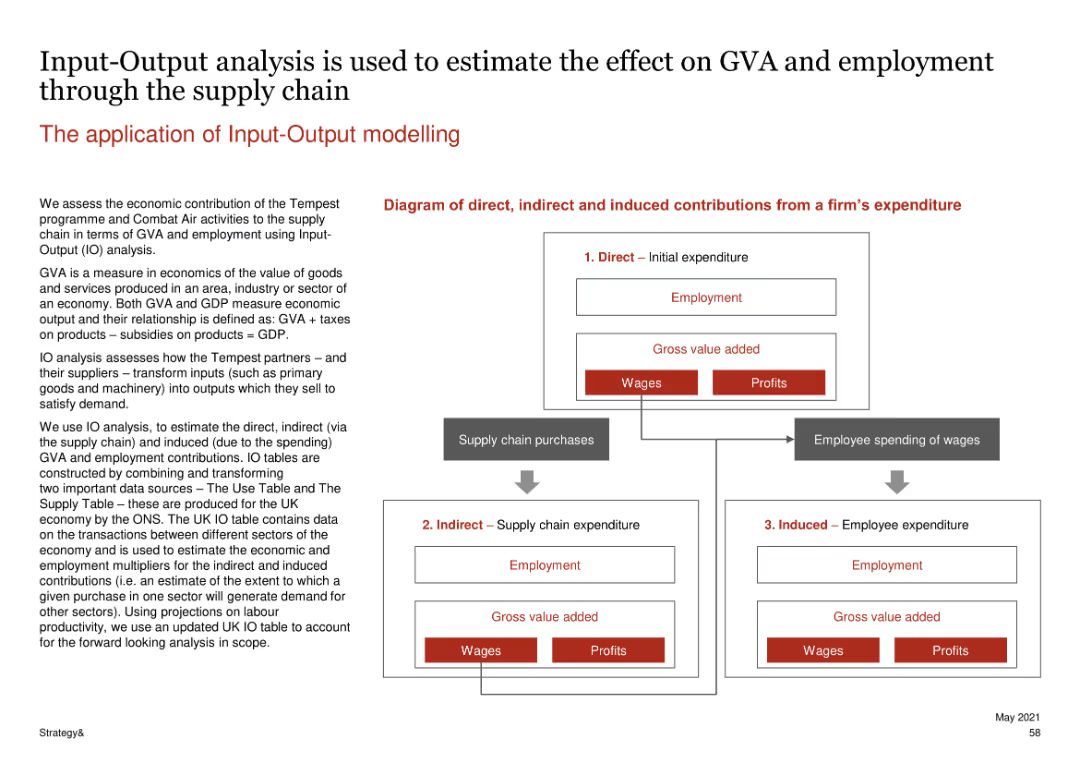 Input-Output analysis is used to estimate the effect on GVA and employment
through the supply chain
The application of Input-Output modelling
We assess the economic contribution of the Tempest
programme and Combat Air activities to the supply
chain in terms of GVA and employment using Input-
Output (IO) analysis.
GVA is a measure in economics of the value of goods
and services produced in an area, industry or sector of
an economy. Both GVA and GDP measure economic
output and their relationship is defined as: GVA + taxes
on products – subsidies on products = GDP.
IO analysis assesses how the Tempest partners – and
their suppliers – transform inputs (such as primary
goods and machinery) into outputs which they sell to
satisfy demand.
We use IO analysis, to estimate the direct, indirect (via
the supply chain) and induced (due to the spending)
GVA and employment contributions. IO tables are
constructed by combining and transforming
two important data sources – The Use Table and The
Supply Table – these are produced for the UK
economy by the ONS. The UK IO table contains data
on the transactions between different sectors of the
economy and is used to estimate the economic and
employment multipliers for the indirect and induced
contributions (i.e. an estimate of the extent to which a
given purchase in one sector will generate demand for
other sectors). Using projections on labour
productivity, we use an updated UK IO table to account
for the forward looking analysis in scope.
Diagram of direct, indirect and induced contributions from a firm's expenditure
1. Direct – Initial expenditure
Employment
Gross value added
Wages
Profits
Supply chain purchases
Employee spending of wages
2. Indirect – Supply chain expenditure
Employment
Gross value added
Wages
Profits
3. Induced – Employee expenditure
Employment
Gross value added
Wages
Profits
Strategy&
May 2021
58